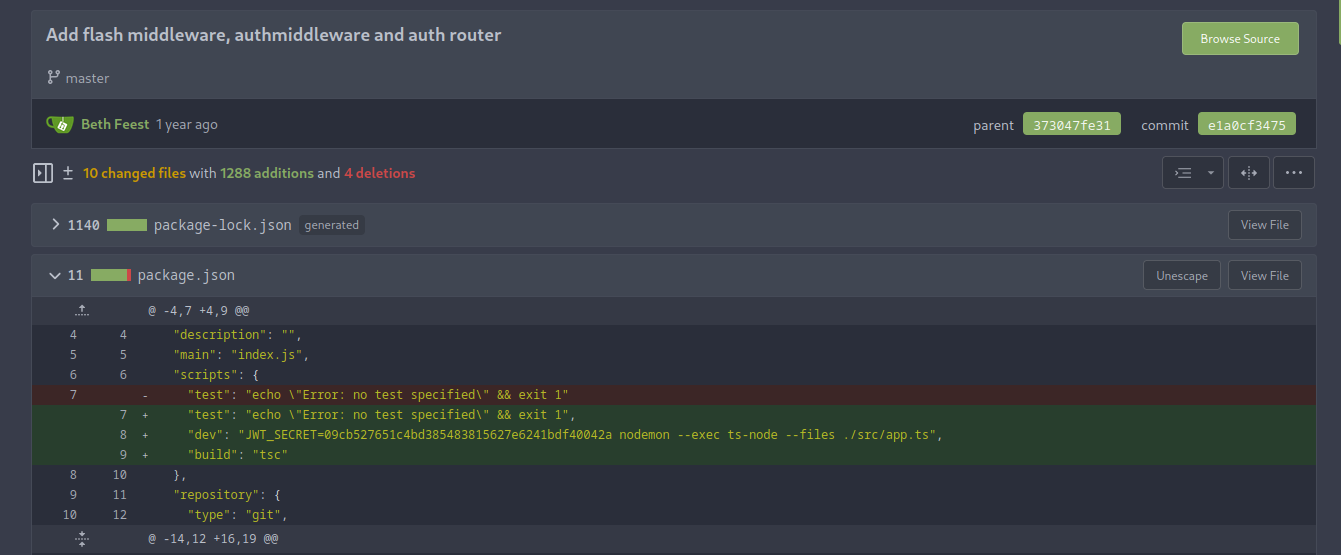 Add flash middleware, authmiddleware and auth router
Browse Source
master
Beth Feest 1 year ago
parent 373047fe31 commit e1a0cf3475
10 changed files with 1288 additions and 4 deletions
1140 package-lock.json generated View File
11 package.json Unescape View File
@ -4,7 +4,9 @@
4 4 "description": "",
5 5 "main": "index.js",
6 6 "scripts": {
7 - "test": "echo \"Error: no test specified\" && exit 1"
7 + "test": "echo \"Error: no test specified\" && exit 1",
8 + "dev": "JWT_SECRET=09cb527651c4bd385483815627e6241bdf40042a nodemon --exec ts-node --files ./src/app.ts",
9 + "build": "tsc"
8 10 },
9 11 "repository": {
10 12 "type": "git",
@ -14,12 +16,19 @@